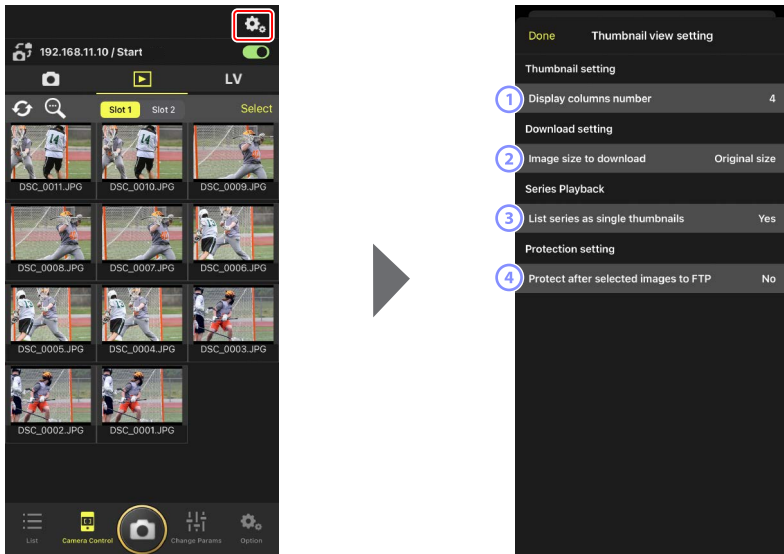 192.168.11.10 / Start
LV
Slot 1 Slot 2 Select
DSC_0011.JPG DSC_0010.JPG DSC_0009.JPG
DSC_0008.JPG DSC_0007.JPG DSC_0006.JPG
DSC_0005.JPG DSC_0004.JPG DSC_0003.JPG
DSC_0002.JPG DSC_0001.JPG
List Camera Control Change Params Option
Done Thumbnail view setting
Thumbnail setting
1 Display columns number 4
Download setting
2 Image size to download Original size
Series Playback
3 List series as single thumbnails Yes
Protection setting
4 Protect after selected images to FTP No